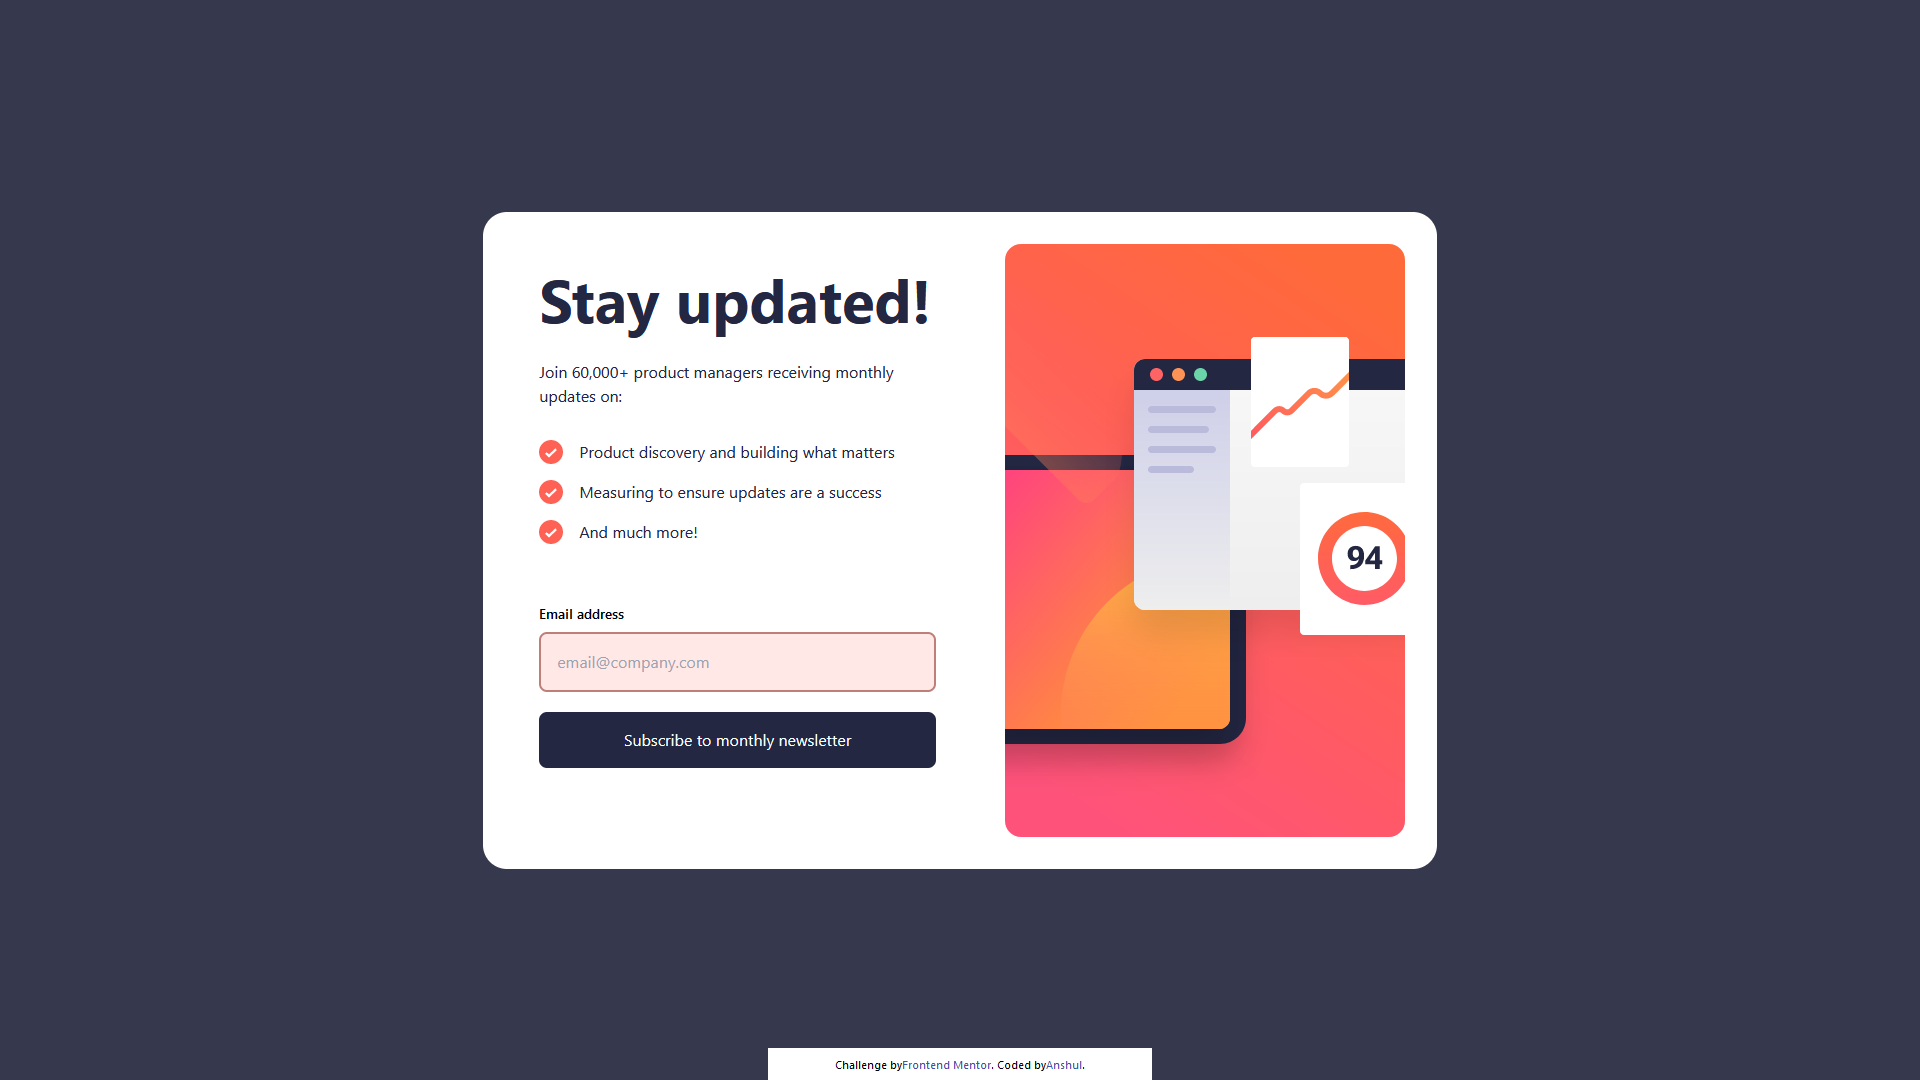 Stay updated!
Join 60,000+ product managers receiving monthly
updates on:
Product discovery and building what matters
Measuring to ensure updates are a success
And much more!
Email address
email@company.com
Subscribe to monthly newsletter
94
Challenge byFrontend Mentor. Coded byAnshul.